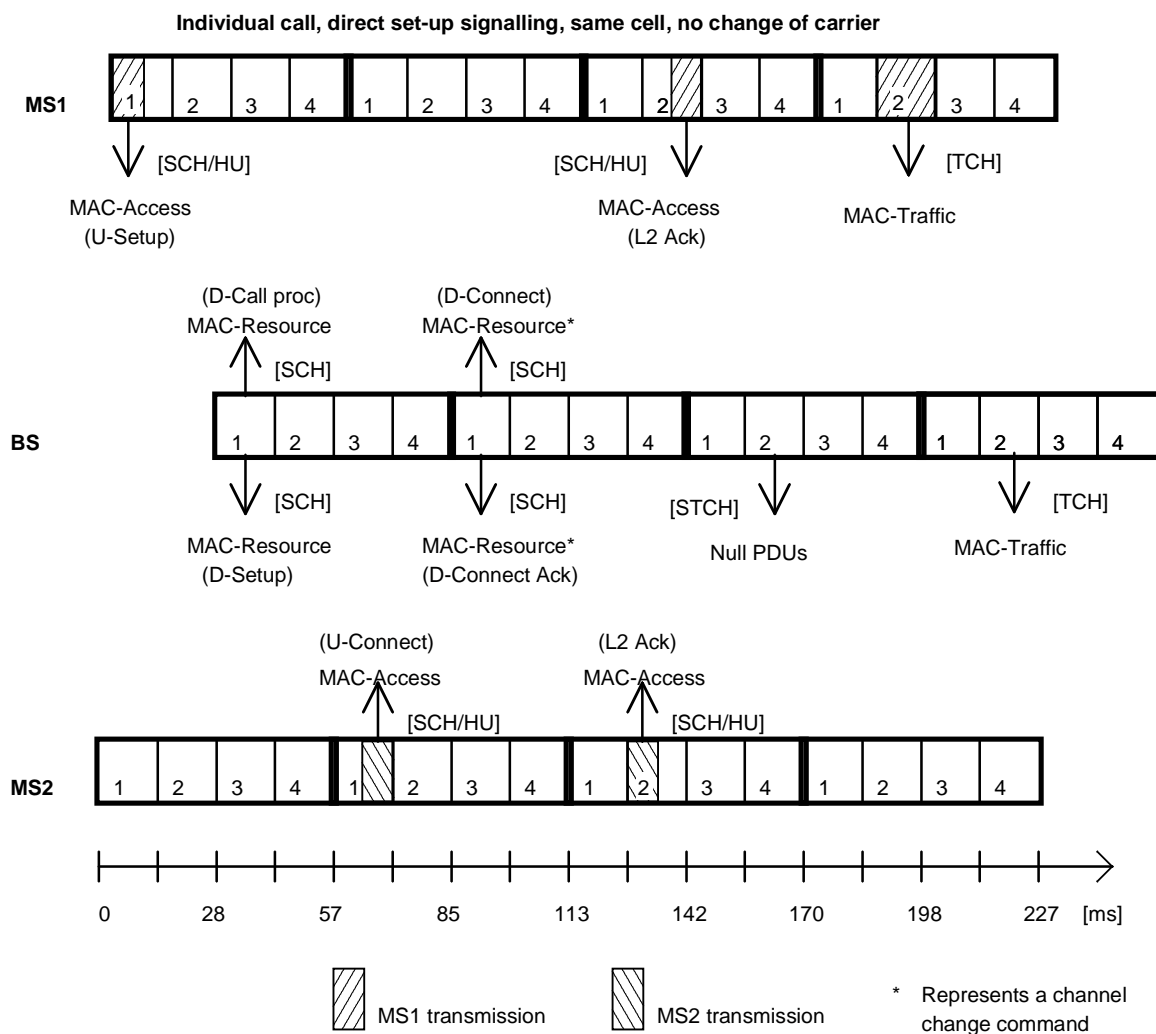 Individual call, direct set-up signalling, same cell, no change of carrier
MS1
1 2 3 4 1 2 3 4 1 2 3 4 1 2 3 4
[SCH/HU] [SCH/HU] [TCH]
MAC-Access MAC-Access MAC-Traffic
(U-Setup) (L2 Ack)
(D-Call proc) (D-Connect)
MAC-Resource MAC-Resource*
[SCH] [SCH]
BS
1 2 3 4 1 2 3 4 1 2 3 4 1 2 3 4
[SCH] [SCH] [STCH] [TCH]
MAC-Resource MAC-Resource* Null PDUs MAC-Traffic
(D-Setup) (D-Connect Ack)
(U-Connect) (L2 Ack)
MAC-Access MAC-Access
[SCH/HU] [SCH/HU]
MS2
1 2 3 4 1 2 3 4 1 2 3 4 1 2 3 4
0 28 57 85 113 142 170 198 227 [ms]
MS1 transmission MS2 transmission * Represents a channel
change command